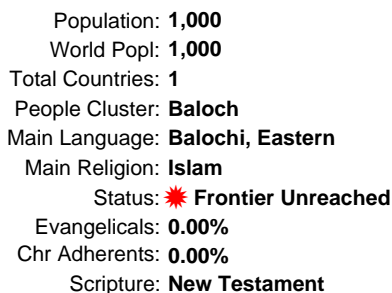 Population: 1,000
World Popl: 1,000
Total Countries: 1
People Cluster: Baloch
Main Language: Balochi, Eastern
Main Religion: Islam
Status: Frontier Unreached
Evangelicals: 0.00%
Chr Adherents: 0.00%
Scripture: New Testament